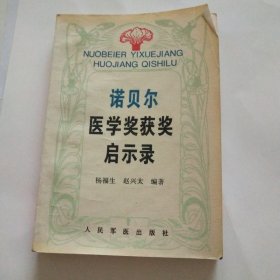 NUOBEIER YIXUEJIANG
HUOJIANG QISHILU
诺贝尔
医学奖获奖
启示录
杨福生 赵兴太 编著
人民军医出版社